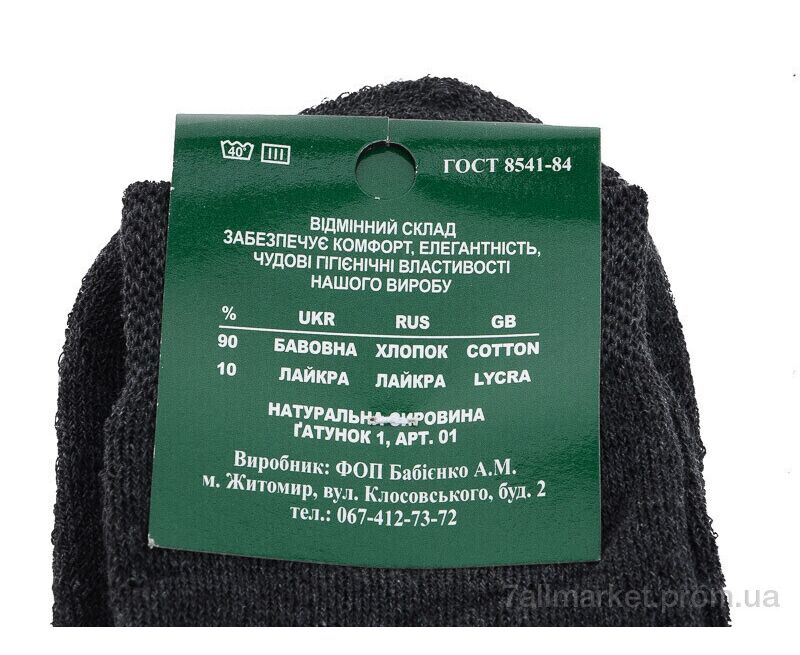 40°
ГОСТ 8541-84
ВІДМІННИЙ СКЛАД
ЗАБЕЗПЕЧУЄ КОМФОРТ, ЕЛЕГАНТНІСТЬ,
ЧУДОВІ ГІГІЄНІЧНІ ВЛАСТИВОСТІ
НАШОГО ВИРОБУ
% UKR RUS GB
90 БАВОВНА ХЛОПОК COTTON
10 ЛАЙКРА ЛАЙКРА LYCRA
НАТУРАЛЬНА СИРОВИНА
ҐАТУНОК 1, АРТ. 01
Виробник: ФОП Бабієнко А.М.
м. Житомир, вул. Клосовського, буд. 2
тел.: 067-412-73-72
7allmarket.prom.ua